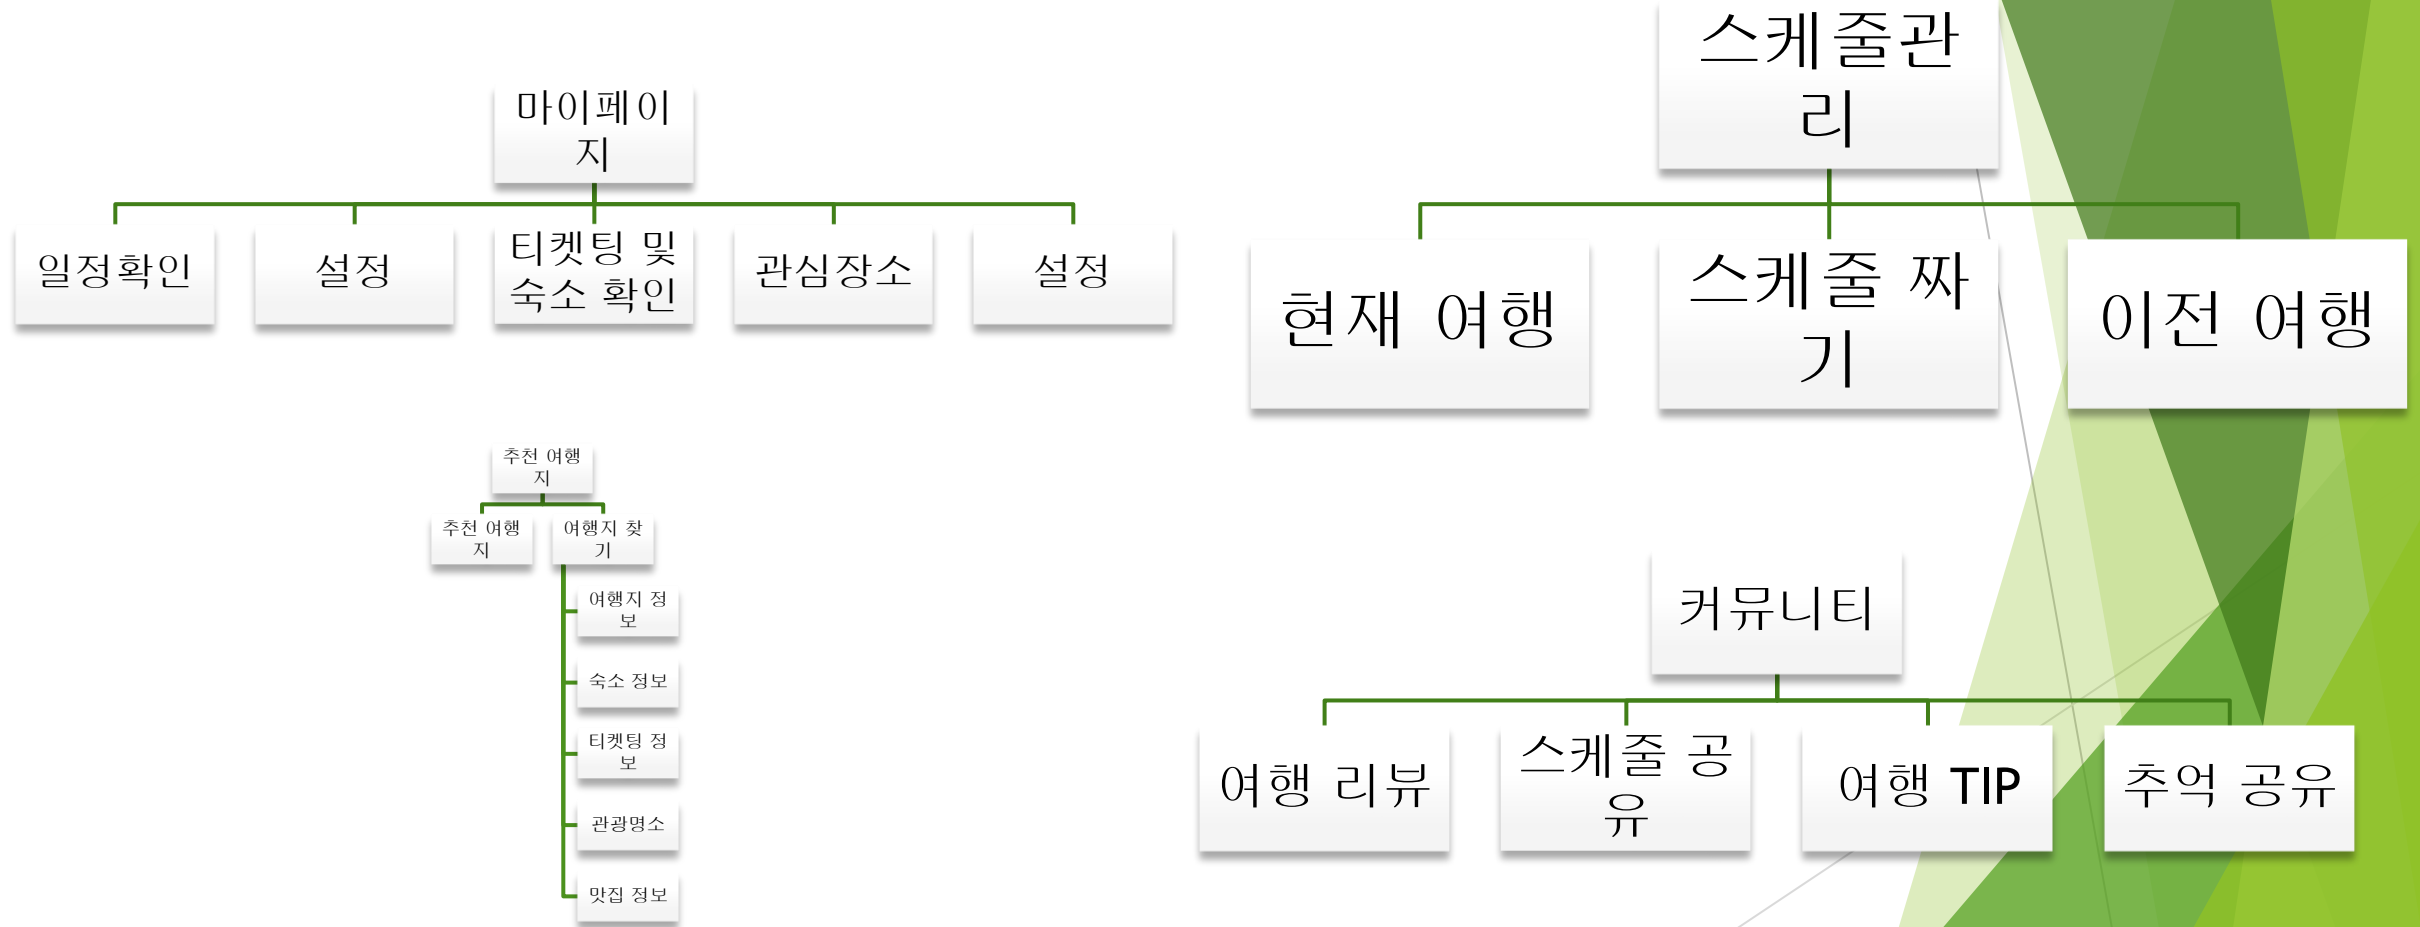 마이페이
지
일정확인
설정
티켓팅 및
숙소 확인
관심장소
설정
스케줄관
리
현재 여행
스케줄 짜
기
이전 여행
추천 여행
지
추천 여행
지
여행지 찾
기
여행지 정
보
숙소 정보
티켓팅 정
보
관광명소
맛집 정보
커뮤니티
여행 리뷰
스케줄 공
유
여행 TIP
추억 공유